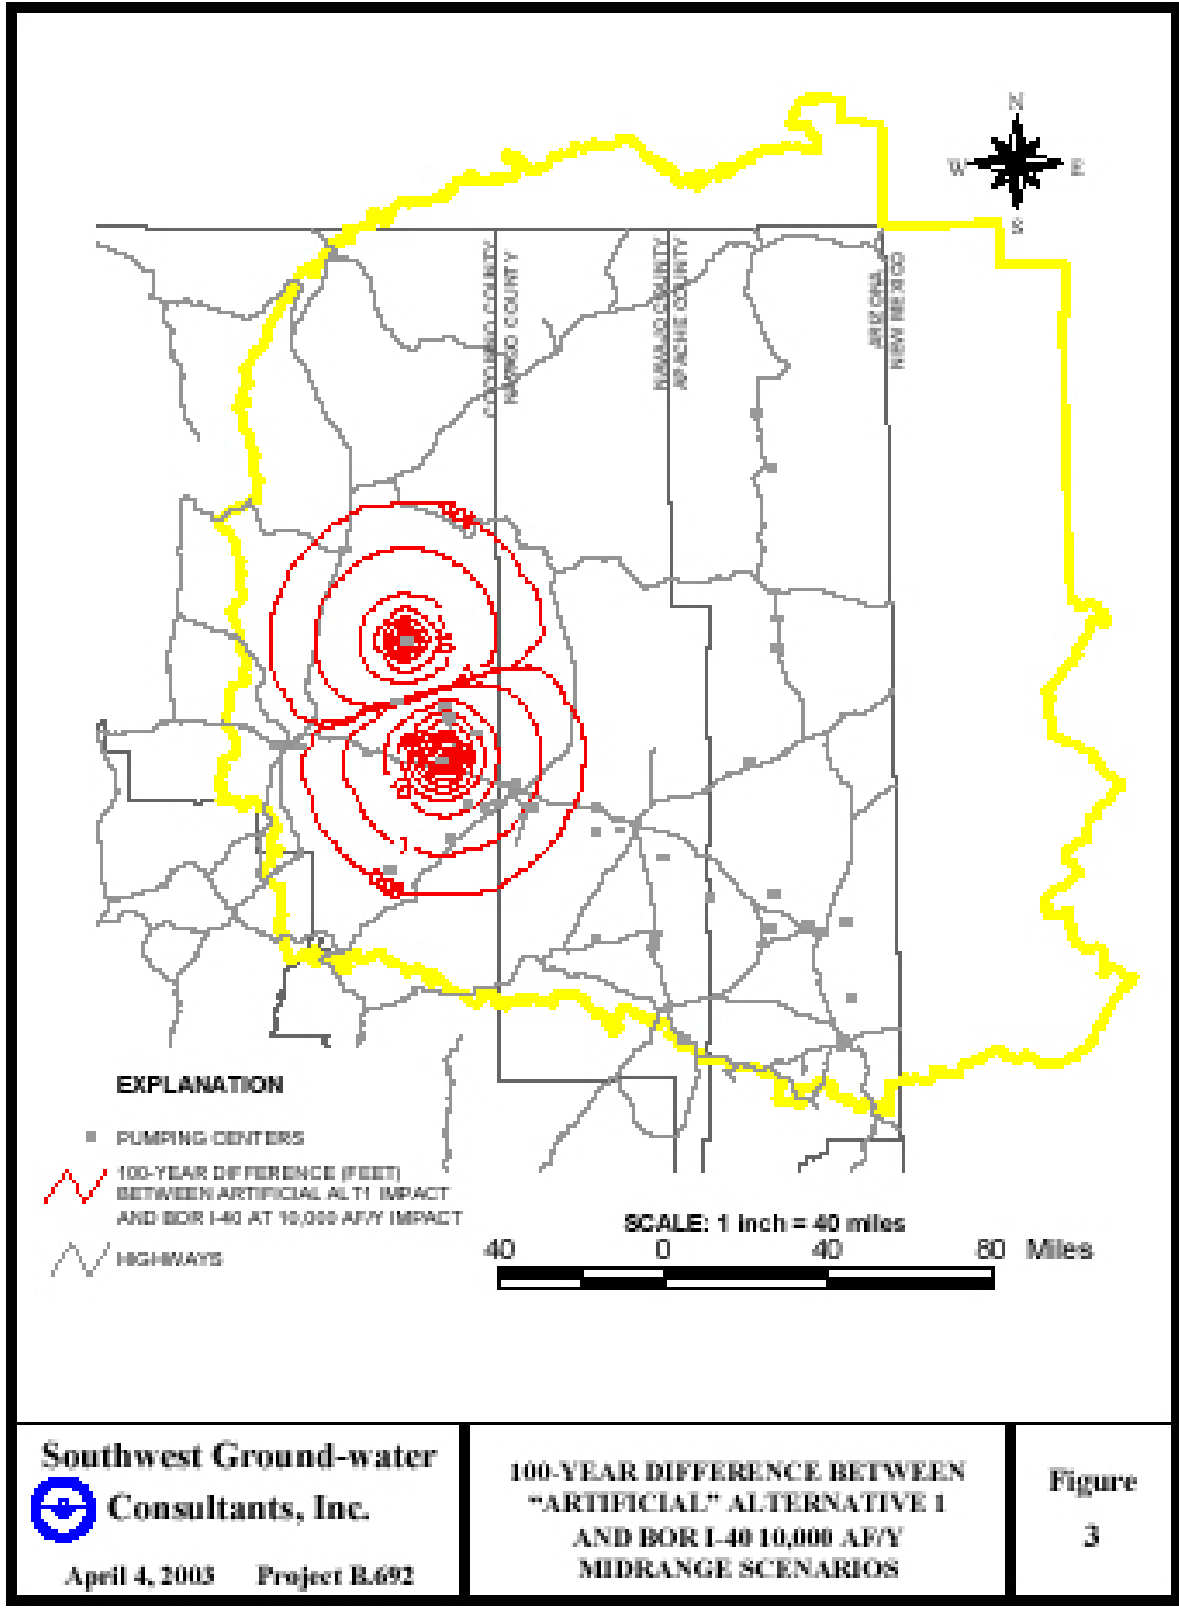 N
W E
S
COCONINO COUNTY
NAVAJO COUNTY
NAVAJO COUNTY
APACHE COUNTY
ARIZONA
NEW MEXICO
1
EXPLANATION
PUMPING CENTERS
100-YEAR DIFFERENCE (FEET)
BETWEEN ARTIFICIAL ALT1 IMPACT
AND BOR I-40 AT 10,000 AF/Y IMPACT
HIGHWAYS
SCALE: 1 inch = 40 miles
40 0 40 80 Miles
Southwest Ground-water
Consultants, Inc.
April 4, 2003 Project B.692
100-YEAR DIFFERENCE BETWEEN
"ARTIFICIAL" ALTERNATIVE 1
AND BOR I-40 10,000 AF/Y
MIDRANGE SCENARIOS
Figure
3